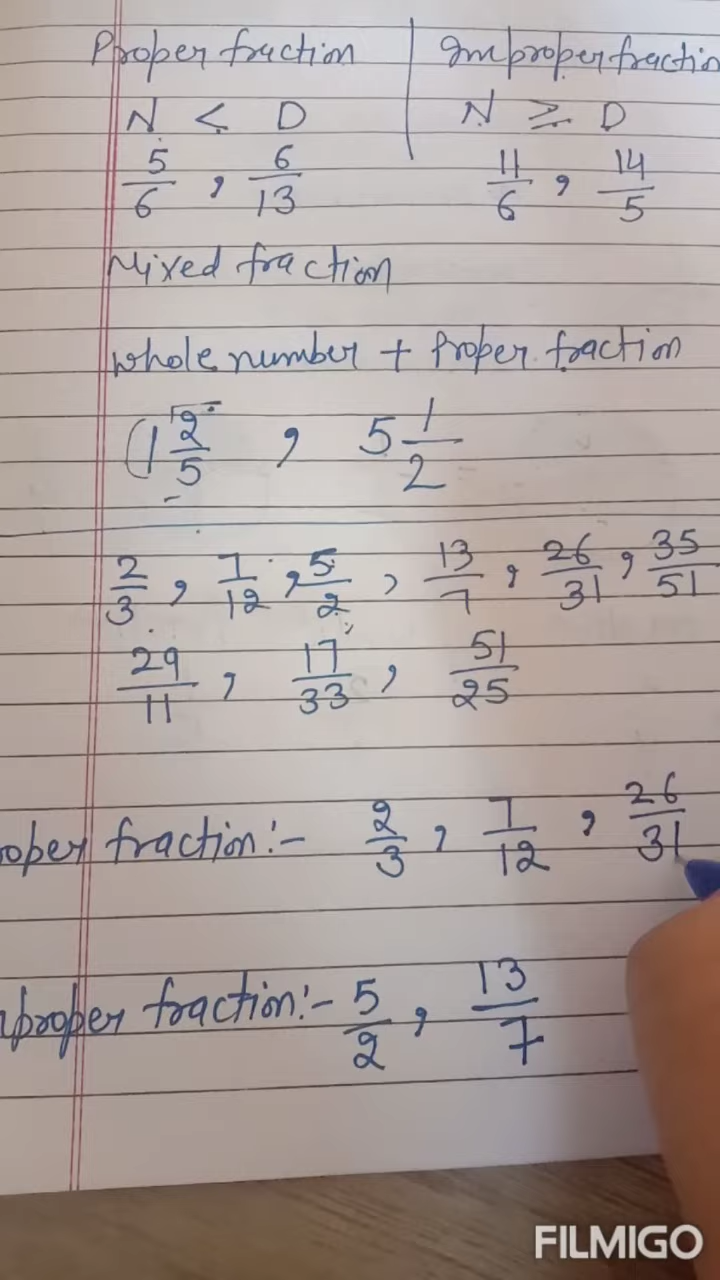 Proper fraction | Improper fractio
N < D N ≥ D
5/6 , 6/13 11/6 , 14/5
Mixed fraction
whole number + Proper fraction
(1 2/5 , 5 1/2
2/3 , 7/12 , 5/2 , 13/7 , 26/31 , 35/51
29/11 , 17/33 , 51/25
oper fraction:- 2/3 , 7/12 , 26/31
proper fraction:- 5/2 , 13/7
FILMIGO